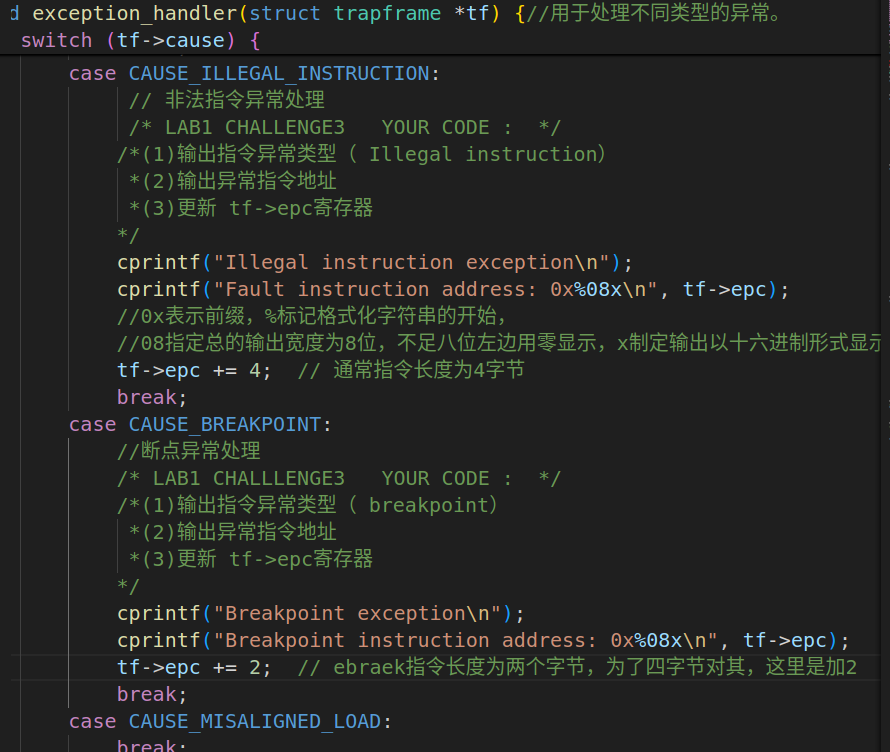 d exception_handler(struct trapframe *tf) {//用于处理不同类型的异常。
switch (tf->cause) {
case CAUSE_ILLEGAL_INSTRUCTION:
// 非法指令异常处理
/* LAB1 CHALLENGE3   YOUR CODE :  */
/*(1)输出指令异常类型（ Illegal instruction）
*(2)输出异常指令地址
*(3)更新 tf->epc寄存器
*/
cprintf("Illegal instruction exception\n");
cprintf("Fault instruction address: 0x%08x\n", tf->epc);
//0x表示前缀，%标记格式化字符串的开始，
//08指定总的输出宽度为8位，不足八位左边用零显示，x制定输出以十六进制形式显示
tf->epc += 4;  // 通常指令长度为4字节
break;
case CAUSE_BREAKPOINT:
//断点异常处理
/* LAB1 CHALLLENGE3   YOUR CODE :  */
/*(1)输出指令异常类型（ breakpoint）
*(2)输出异常指令地址
*(3)更新 tf->epc寄存器
*/
cprintf("Breakpoint exception\n");
cprintf("Breakpoint instruction address: 0x%08x\n", tf->epc);
tf->epc += 2;  // ebraek指令长度为两个字节，为了四字节对其，这里是加2
break;
case CAUSE_MISALIGNED_LOAD:
break;